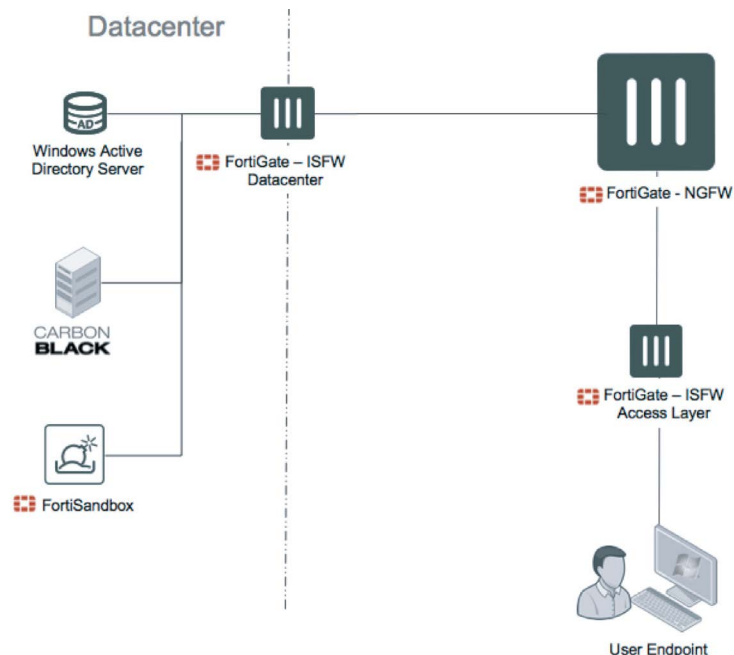 Datacenter
AD
Windows Active
Directory Server
FortiGate – ISFW
Datacenter
FortiGate - NGFW
CARBON
BLACK
FortiGate – ISFW
Access Layer
FortiSandbox
User Endpoint